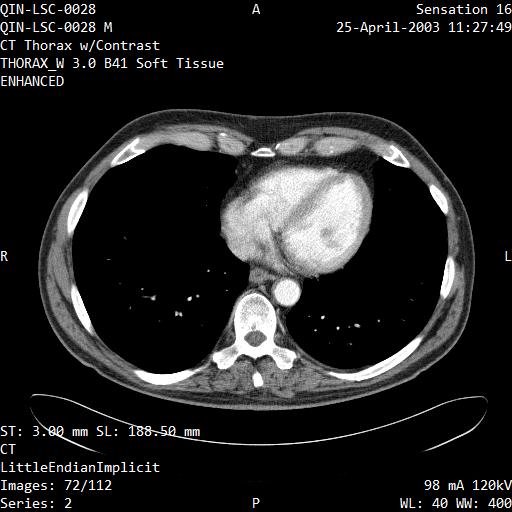 QIN-LSC-0028
A
Sensation 16
QIN-LSC-0028 M
25-April-2003 11:27:49
CT Thorax w/Contrast
THORAX_W 3.0 B41 Soft Tissue
ENHANCED
R
L
ST: 3.00 mm SL: 188.50 mm
CT
LittleEndianImplicit
Images: 72/112
98 mA 120kV
Series: 2
P
WL: 40 WW: 400